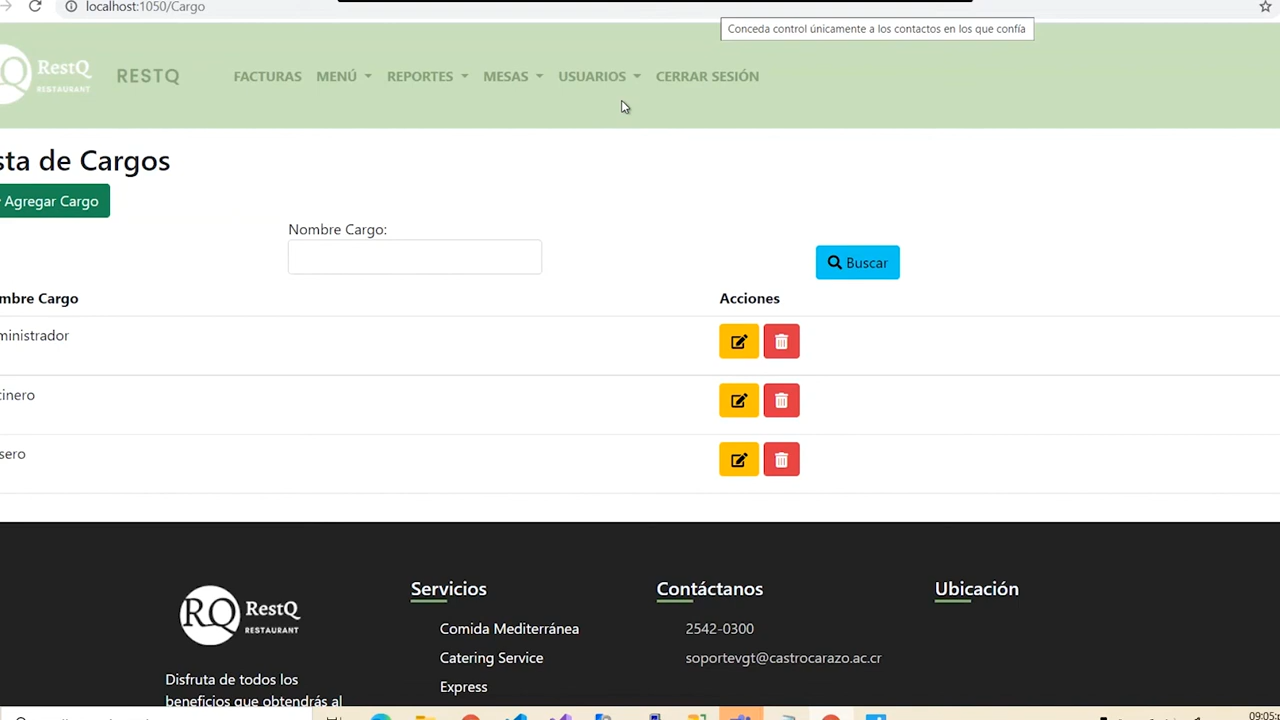 localhost:1050/Cargo
Conceda control únicamente a los contactos en los que confía
RestQ
RESTAURANT
RESTQ
FACTURAS
MENÚ
REPORTES
MESAS
USUARIOS
CERRAR SESIÓN
sta de Cargos
Agregar Cargo
Nombre Cargo:
Buscar
mbre Cargo
Acciones
ministrador
inero
sero
RQ
RestQ
RESTAURANT
Disfruta de todos los
beneficios que obtendrás al
Servicios
Comida Mediterránea
Catering Service
Express
Contáctanos
2542-0300
soportevgt@castrocarazo.ac.cr
Ubicación